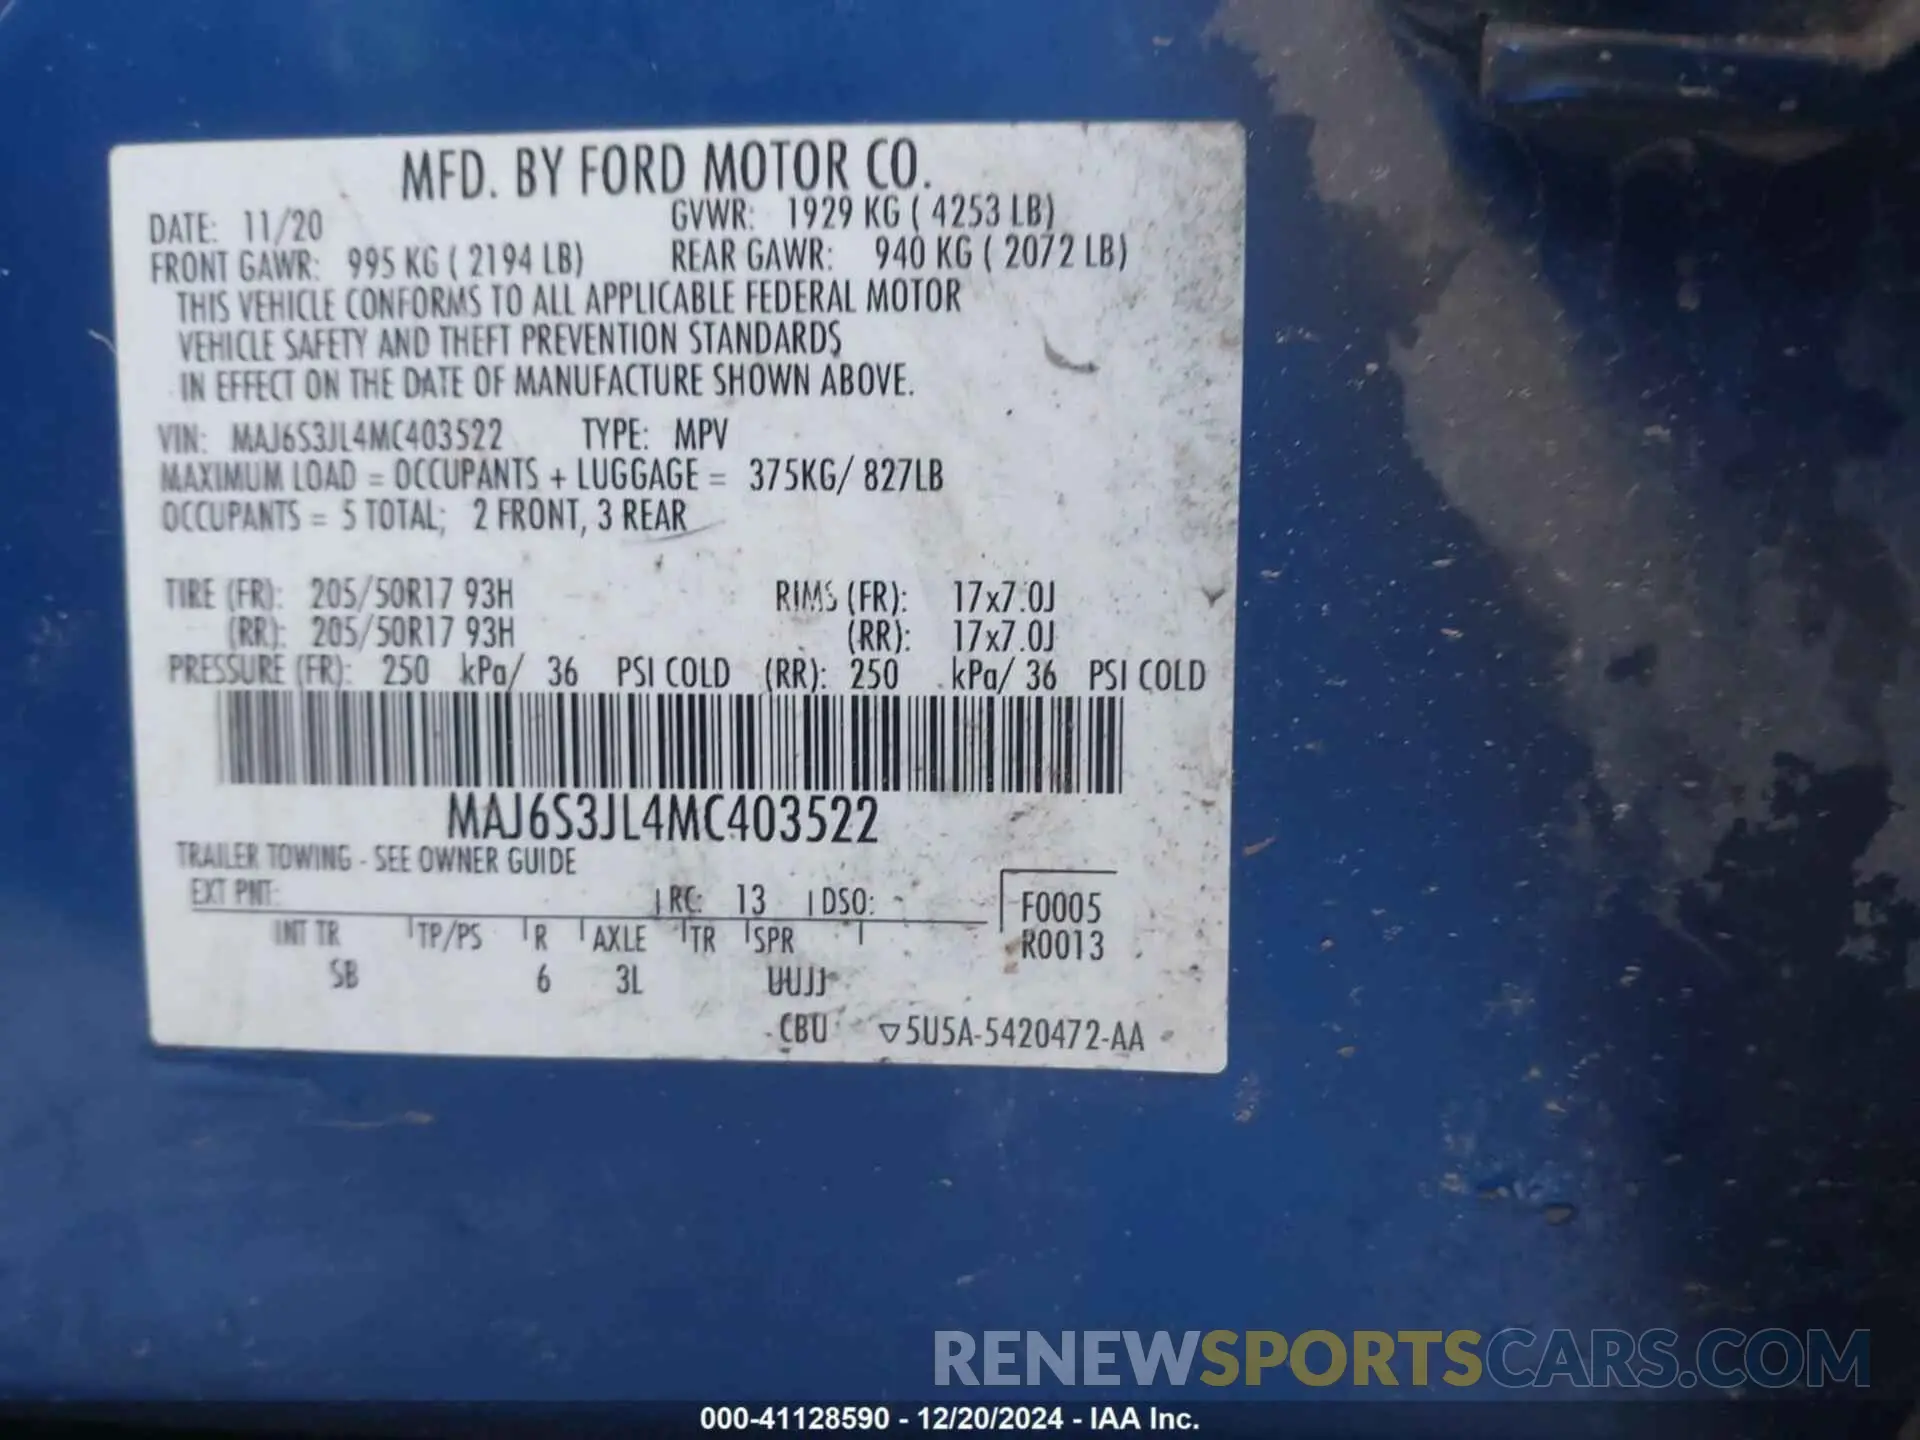 MFD. BY FORD MOTOR CO.
DATE: 11/20 GVWR: 1929 KG ( 4253 LB)
FRONT GAWR: 995 KG ( 2194 LB) REAR GAWR: 940 KG ( 2072 LB)
THIS VEHICLE CONFORMS TO ALL APPLICABLE FEDERAL MOTOR
VEHICLE SAFETY AND THEFT PREVENTION STANDARDS
IN EFFECT ON THE DATE OF MANUFACTURE SHOWN ABOVE.
VIN: MAJ6S3JL4MC403522 TYPE: MPV
MAXIMUM LOAD = OCCUPANTS + LUGGAGE = 375KG/ 827LB
OCCUPANTS = 5 TOTAL; 2 FRONT, 3 REAR
TIRE (FR): 205/50R17 93H RIMS (FR): 17x7.0J
(RR): 205/50R17 93H (RR): 17x7.0J
PRESSURE (FR): 250 kPa/ 36 PSI COLD (RR): 250 kPa/ 36 PSI COLD
MAJ6S3JL4MC403522
TRAILER TOWING - SEE OWNER GUIDE
EXT PNT: RC: 13 DSO: F0005
INT TR TP/PS R AXLE TR SPR R0013
SB 6 3L UUJJ
CBU ▽5U5A-5420472-AA
RENEWSPORTSCARS.COM
000-41128590 - 12/20/2024 - IAA Inc.